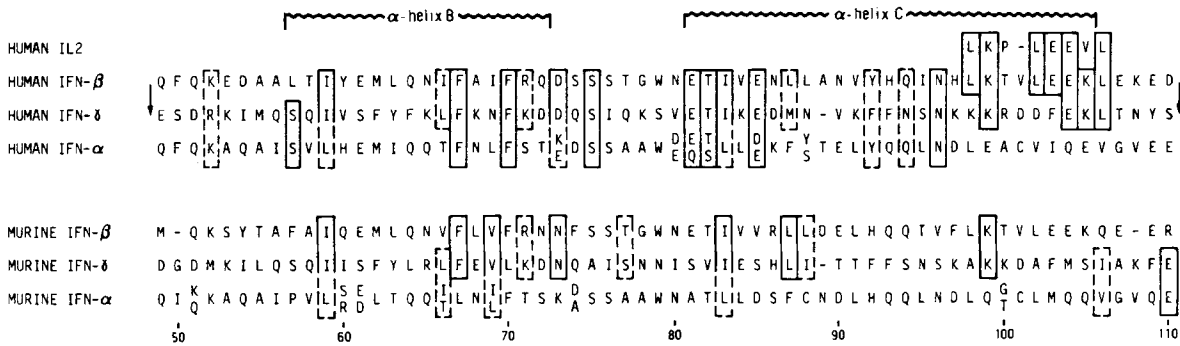 α-helix B α-helix C
HUMAN IL2 L K P - L E E V L
HUMAN IFN-β Q F Q K E D A A L T I Y E M L Q N I F A I F R Q D S S S T G W N E T I V E N L L A N V Y H Q I N H L K T V L E E K L E K E D
HUMAN IFN-δ E S D R K I M Q S Q I V S F Y F K L F K N F K D D Q S I Q K S V E T I K E D M N - V K F F N S N K K K R D D F E K L T N Y S
K D E T D Y
HUMAN IFN-α Q F Q K A Q A I S V L H E M I Q Q T F N L F S T D S S A A W L L K F T E L Y Q Q L N D L E A C V I Q E V G V E E
E E Q S E S
MURINE IFN-β M - Q K S Y T A F A I Q E M L Q N V F L V F R N N F S S T G W N E T I V V R L L D E L H Q Q T V F L K T V L E E K Q E - E R
MURINE IFN-δ D G D M K I L Q S Q I I S F Y L R L F E V L K D N Q A I S N N I S V I E S H L I - T T F F S N S K A K K D A F M S I A K F E
K S E I I D G
MURINE IFN-α Q I K A Q A I P V L L T Q Q L N F T S K S S A A W N A T L L D S F C N D L H Q Q L N D L Q C L M Q Q V G V Q E
Q R D T L A T
50 60 70 80 90 100 110